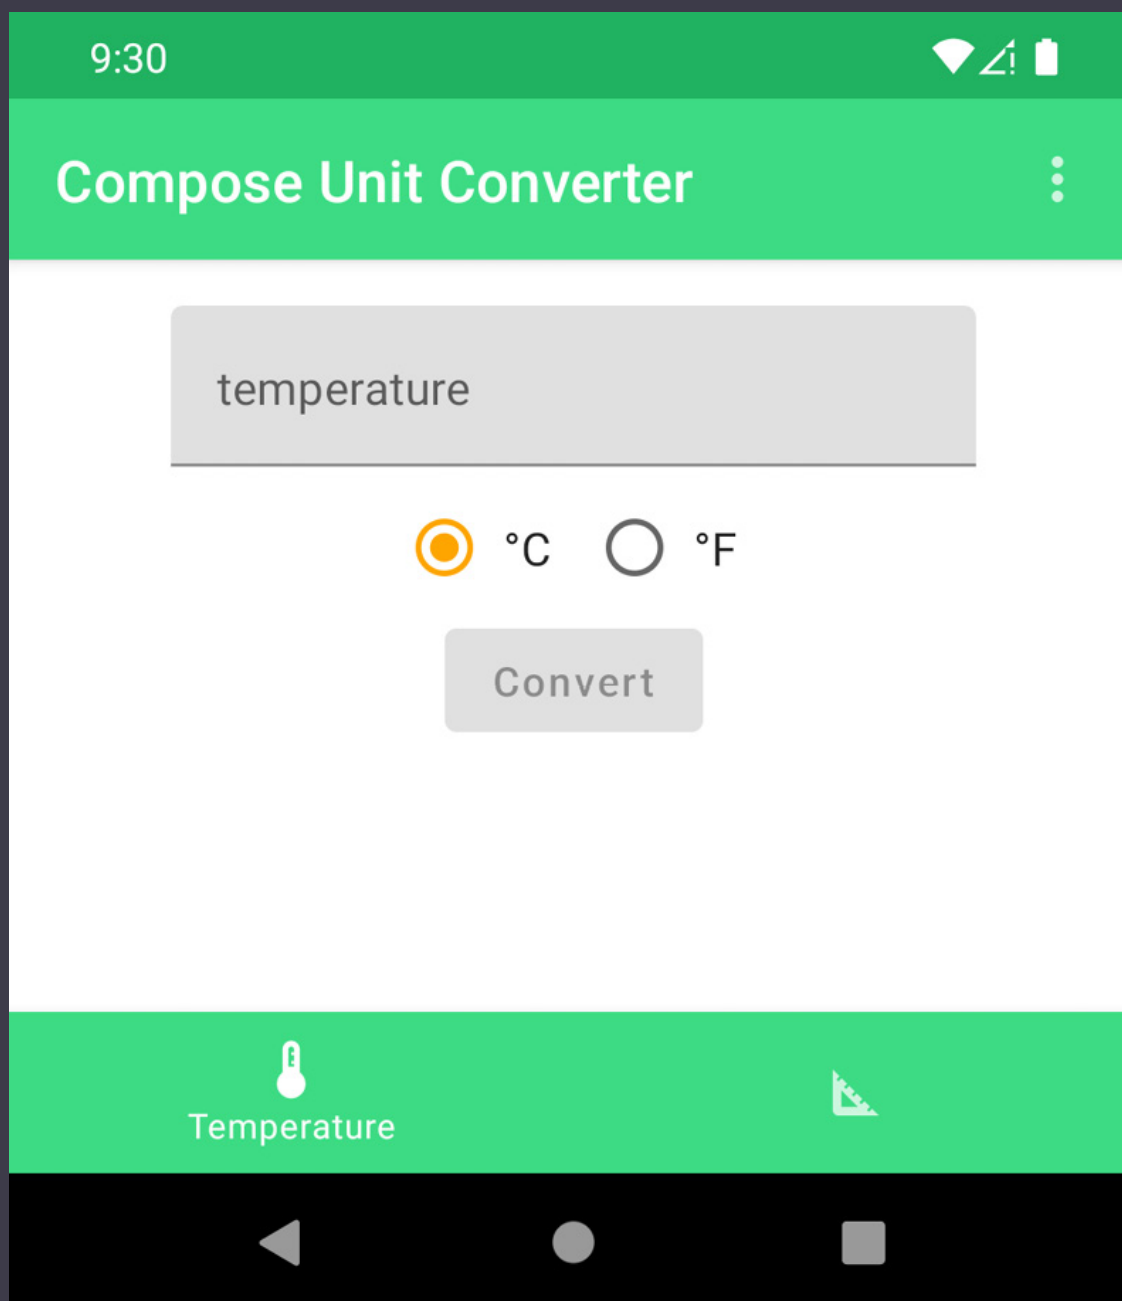 9:30
Compose Unit Converter
temperature
°C °F
Convert
Temperature